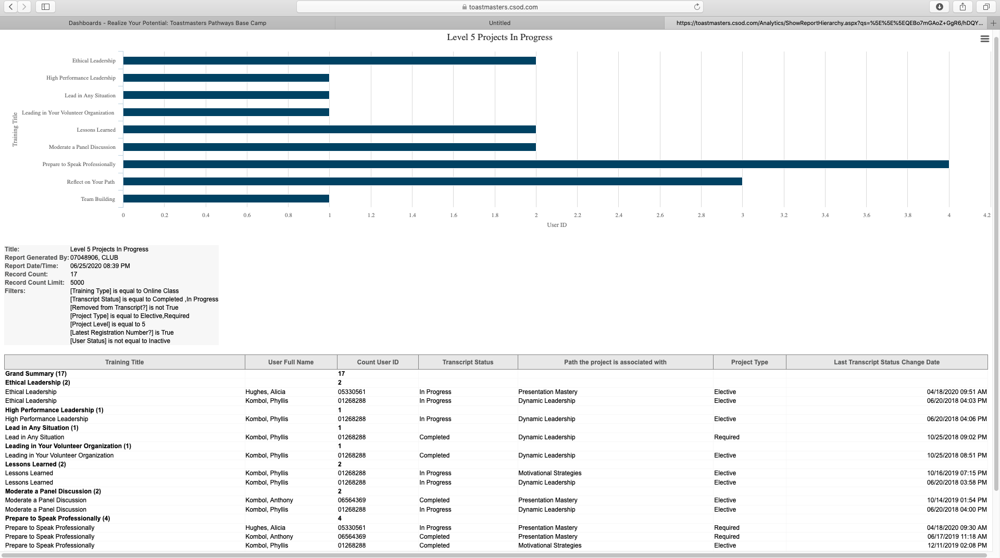 toastmasters.csod.com
Dashboards - Realize Your Potential: Toastmasters Pathways Base Camp
Untitled
https://toastmasters.csod.com/Analytics/ShowReportHierarchy.aspx?qs=%5E%5E%5EQEBo7mGAoZ+GgR6/hDQY...
Level 5 Projects In Progress
Training Title
Ethical Leadership
High Performance Leadership
Lead in Any Situation
Leading in Your Volunteer Organization
Lessons Learned
Moderate a Panel Discussion
Prepare to Speak Professionally
Reflect on Your Path
Team Building
0 0.2 0.4 0.6 0.8 1 1.2 1.4 1.6 1.8 2 2.2 2.4 2.6 2.8 3 3.2 3.4 3.6 3.8 4 4.2
User ID
Title: Level 5 Projects In Progress
Report Generated By: 07048906, CLUB
Report Date/Time: 06/25/2020 08:39 PM
Record Count: 17
Record Count Limit: 5000
Filters: [Training Type] is equal to Online Class
[Transcript Status] is equal to Completed ,In Progress
[Removed from Transcript?] is not True
[Project Type] is equal to Elective,Required
[Project Level] is equal to 5
[Latest Registration Number?] is True
[User Status] is not equal to Inactive
Training Title User Full Name Count User ID Transcript Status Path the project is associated with Project Type Last Transcript Status Change Date
Grand Summary (17) 17
Ethical Leadership (2) 2
Ethical Leadership Hughes, Alicia 05330561 In Progress Presentation Mastery Elective 04/18/2020 09:51 AM
Ethical Leadership Kombol, Phyllis 01268288 In Progress Dynamic Leadership Elective 06/20/2018 04:03 PM
High Performance Leadership (1) 1
High Performance Leadership Kombol, Phyllis 01268288 In Progress Dynamic Leadership Elective 06/20/2018 04:06 PM
Lead in Any Situation (1) 1
Lead in Any Situation Kombol, Phyllis 01268288 Completed Dynamic Leadership Required 10/25/2018 09:02 PM
Leading in Your Volunteer Organization (1) 1
Leading in Your Volunteer Organization Kombol, Phyllis 01268288 Completed Dynamic Leadership Elective 10/25/2018 08:51 PM
Lessons Learned (2) 2
Lessons Learned Kombol, Phyllis 01268288 In Progress Motivational Strategies Elective 10/16/2019 07:15 PM
Lessons Learned Kombol, Phyllis 01268288 In Progress Dynamic Leadership Elective 06/20/2018 03:58 PM
Moderate a Panel Discussion (2) 2
Moderate a Panel Discussion Kombol, Anthony 06564369 Completed Presentation Mastery Elective 10/14/2019 01:54 PM
Moderate a Panel Discussion Kombol, Phyllis 01268288 In Progress Dynamic Leadership Elective 06/20/2018 04:00 PM
Prepare to Speak Professionally (4) 4
Prepare to Speak Professionally Hughes, Alicia 05330561 In Progress Presentation Mastery Required 04/18/2020 09:30 AM
Prepare to Speak Professionally Kombol, Anthony 06564369 Completed Presentation Mastery Required 06/17/2019 11:18 AM
Prepare to Speak Professionally Kombol, Phyllis 01268288 Completed Motivational Strategies Elective 12/11/2019 02:08 PM